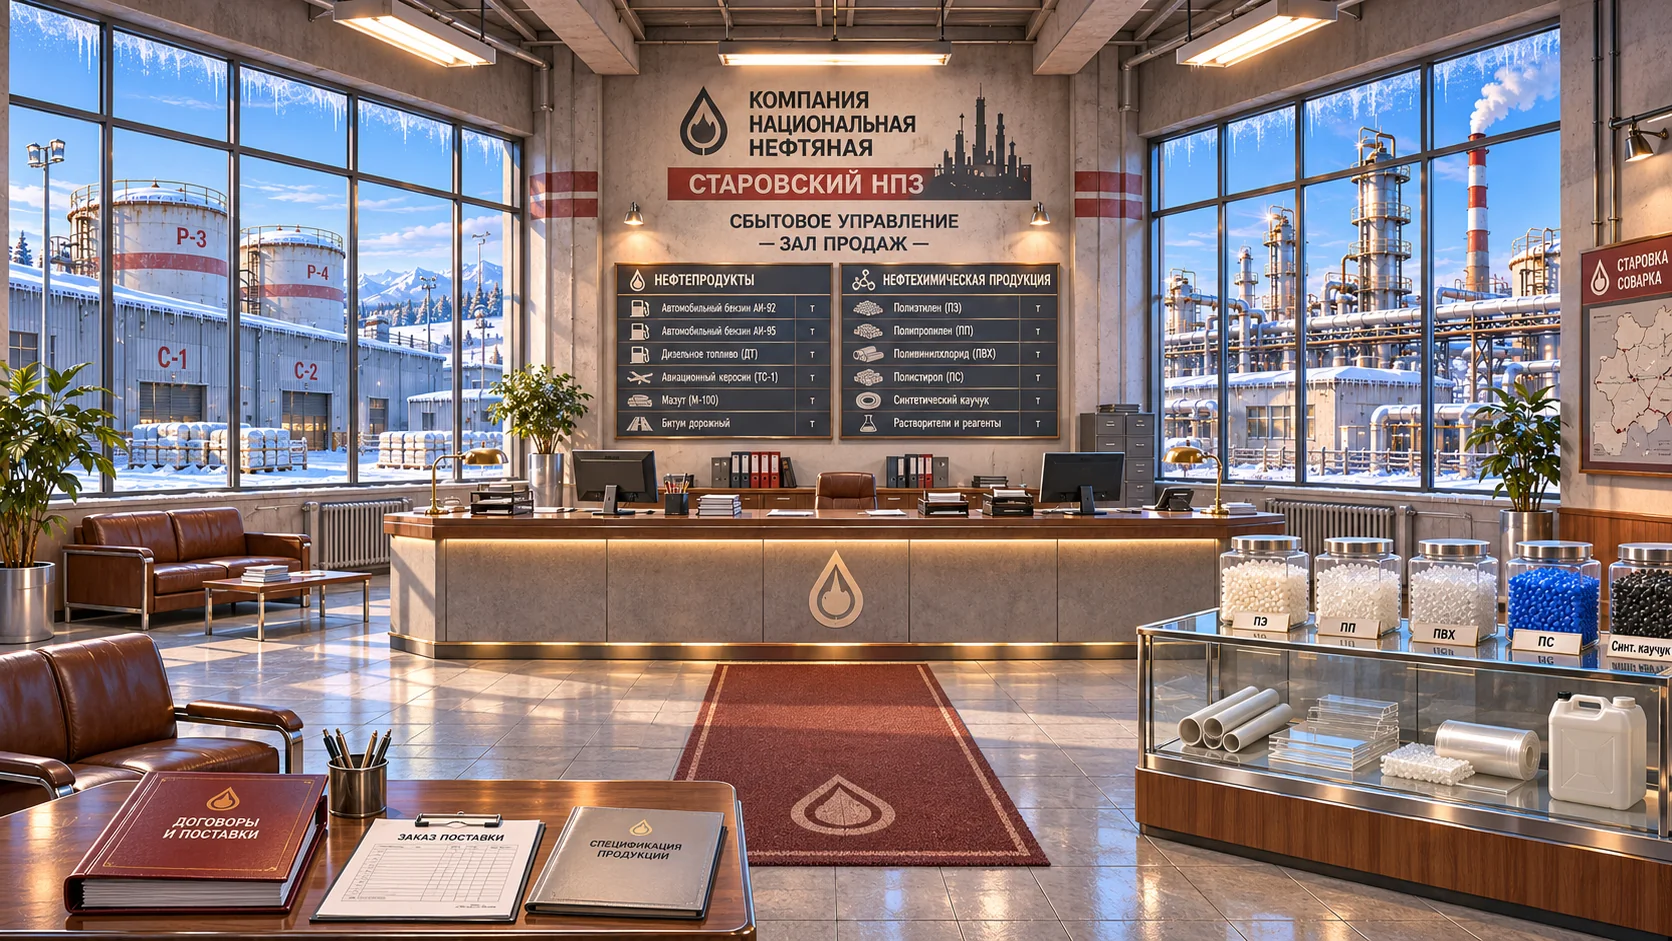 КОМПАНИЯ
НАЦИОНАЛЬНАЯ
НЕФТЯНАЯ
СТАРОВСКИЙ НПЗ
СБЫТОВОЕ УПРАВЛЕНИЕ
— ЗАЛ ПРОДАЖ —
НЕФТЕПРОДУКТЫ
Автомобильный бензин АИ-92 т
Автомобильный бензин АИ-95 т
Дизельное топливо (ДТ) т
Авиационный керосин (ТС-1) т
Мазут (М-100) т
Битум дорожный т
НЕФТЕХИМИЧЕСКАЯ ПРОДУКЦИЯ
Полиэтилен (ПЭ) т
Полипропилен (ПП) т
Поливинилхлорид (ПВХ) т
Полистирол (ПС) т
Синтетический каучук т
Растворители и реагенты т
Р-3
Р-4
С-1
С-2
СТАРОВКА
СОВАРКА
ПЭ
ПП
ПВХ
ПС
Синт. каучук
ДОГОВОРЫ
И ПОСТАВКИ
ЗАКАЗ ПОСТАВКИ
СПЕЦИФИКАЦИЯ
ПРОДУКЦИИ